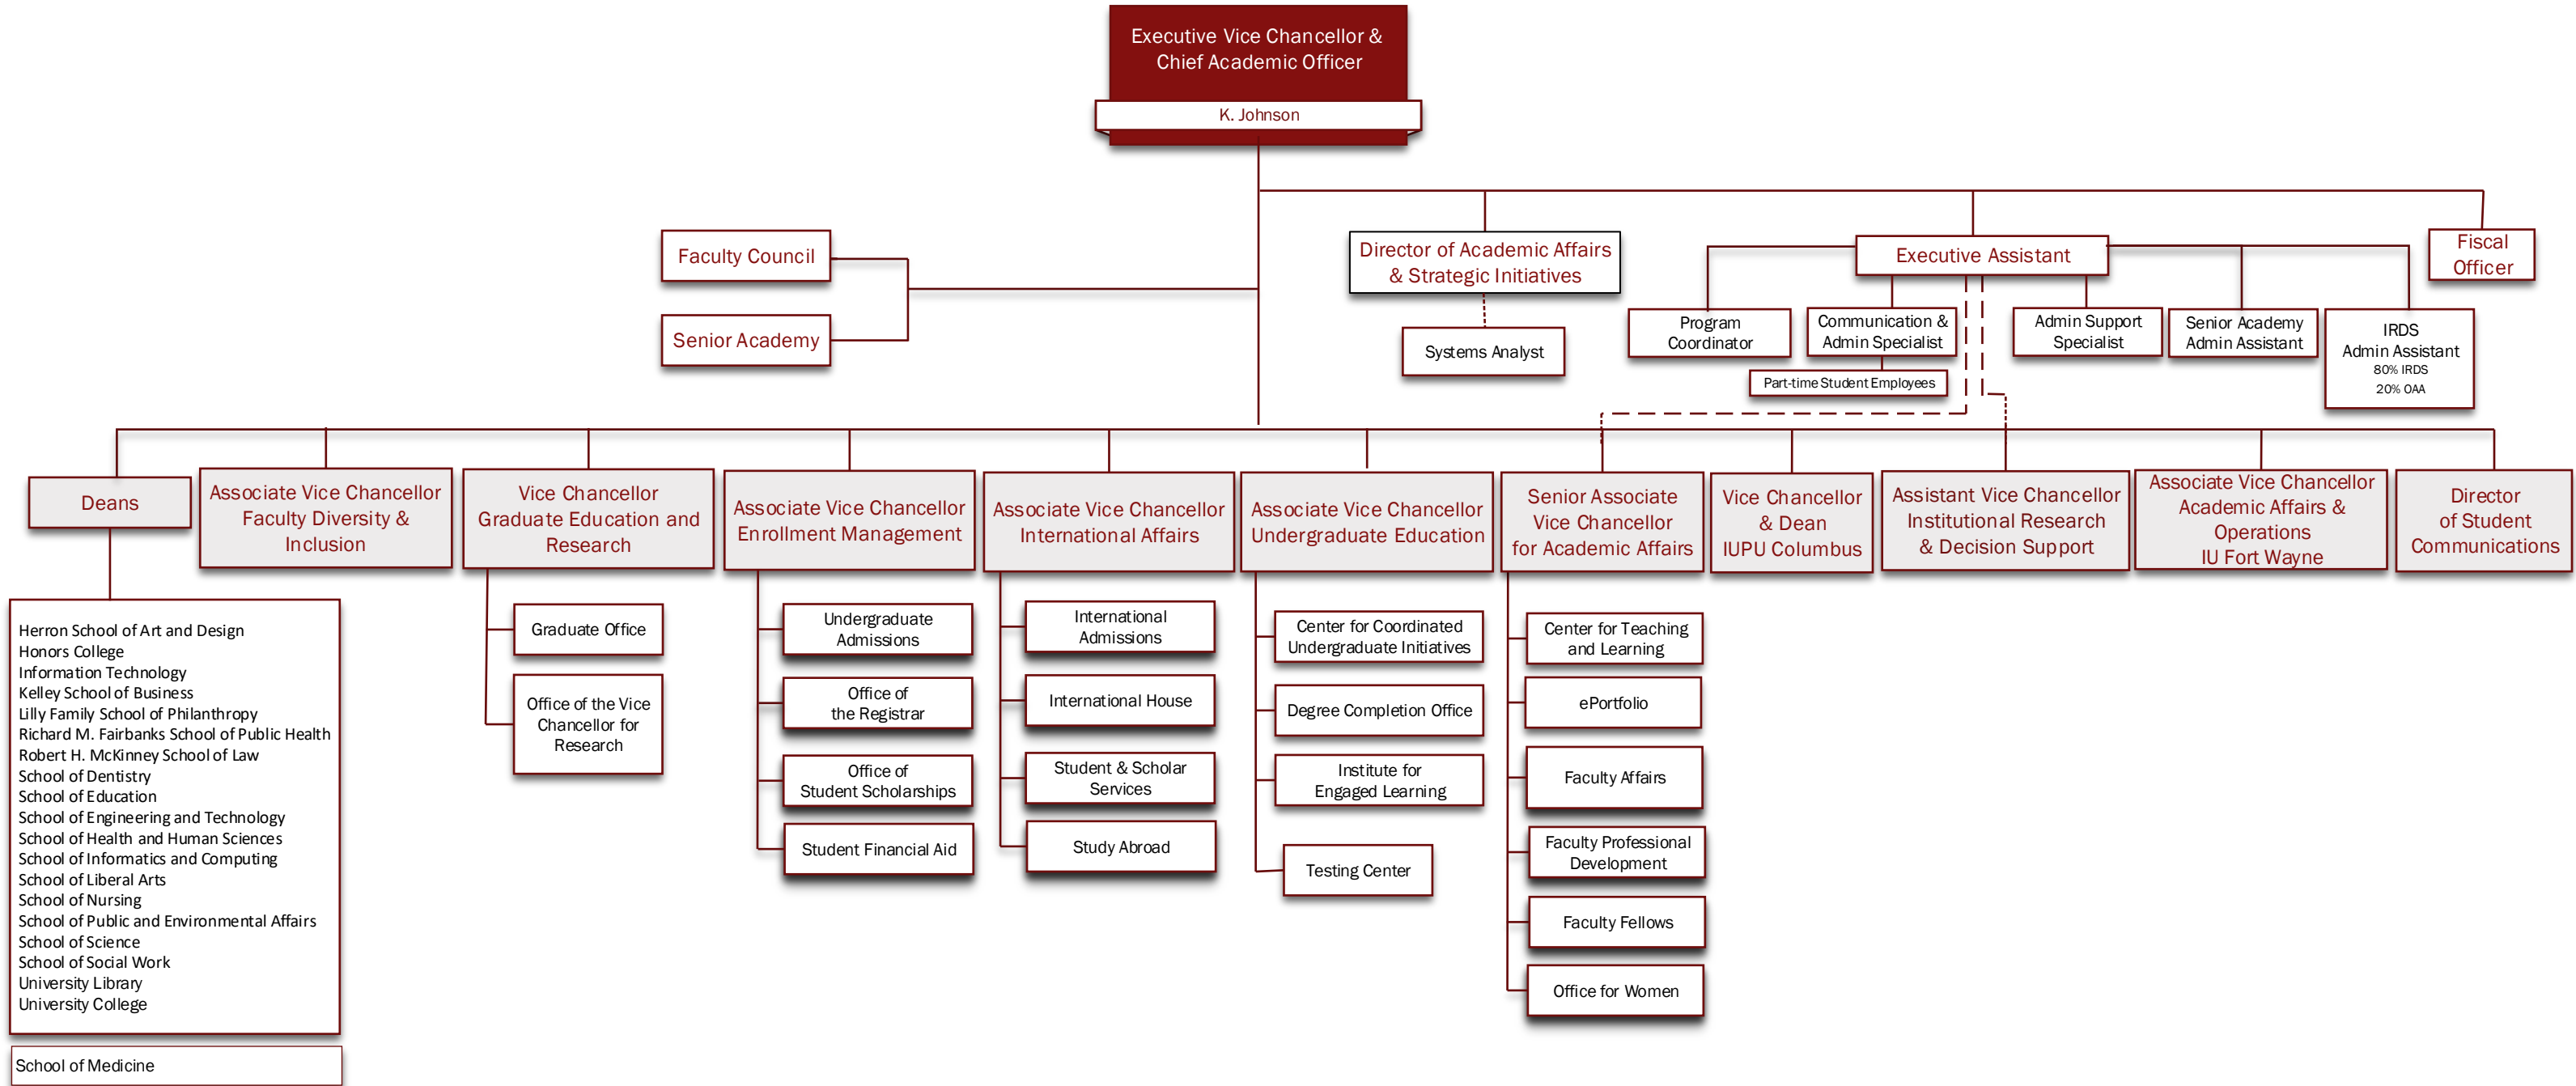 Executive Vice Chancellor &
Chief Academic Officer
K. Johnson
Faculty Council
Senior Academy
Director of Academic Affairs
& Strategic Initiatives
Systems Analyst
Executive Assistant
Fiscal
Officer
Program
Coordinator
Communication &
Admin Specialist
Part-time Student Employees
Admin Support
Specialist
Senior Academy
Admin Assistant
IRDS
Admin Assistant
80% IRDS
20% OAA
Deans
Associate Vice Chancellor
Faculty Diversity &
Inclusion
Vice Chancellor
Graduate Education and
Research
Associate Vice Chancellor
Enrollment Management
Associate Vice Chancellor
International Affairs
Associate Vice Chancellor
Undergraduate Education
Senior Associate
Vice Chancellor
for Academic Affairs
Vice Chancellor
& Dean
IUPU Columbus
Assistant Vice Chancellor
Institutional Research
& Decision Support
Associate Vice Chancellor
Academic Affairs &
Operations
IU Fort Wayne
Director
of Student
Communications
Herron School of Art and Design
Honors College
Information Technology
Kelley School of Business
Lilly Family School of Philanthropy
Richard M. Fairbanks School of Public Health
Robert H. McKinney School of Law
School of Dentistry
School of Education
School of Engineering and Technology
School of Health and Human Sciences
School of Informatics and Computing
School of Liberal Arts
School of Nursing
School of Public and Environmental Affairs
School of Science
School of Social Work
University Library
University College
School of Medicine
Graduate Office
Office of the Vice
Chancellor for
Research
Undergraduate
Admissions
Office of
the Registrar
Office of
Student Scholarships
Student Financial Aid
International
Admissions
International House
Student & Scholar
Services
Study Abroad
Center for Coordinated
Undergraduate Initiatives
Degree Completion Office
Institute for
Engaged Learning
Testing Center
Center for Teaching
and Learning
ePortfolio
Faculty Affairs
Faculty Professional
Development
Faculty Fellows
Office for Women